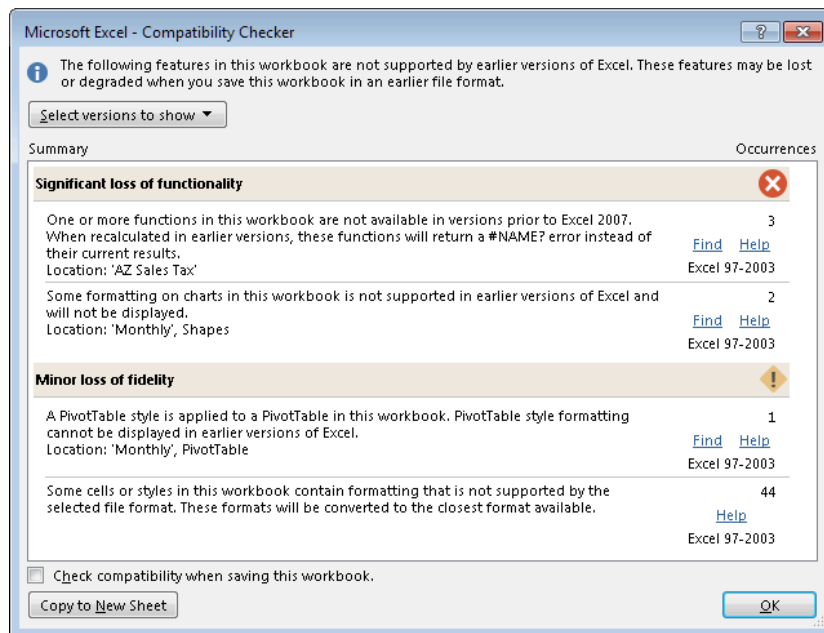 Microsoft Excel - Compatibility Checker
The following features in this workbook are not supported by earlier versions of Excel. These features may be lost
or degraded when you save this workbook in an earlier file format.
Select versions to show
Summary Occurrences
Significant loss of functionality
One or more functions in this workbook are not available in versions prior to Excel 2007. 3
When recalculated in earlier versions, these functions will return a #NAME? error instead of
their current results. Find Help
Location: 'AZ Sales Tax' Excel 97-2003
Some formatting on charts in this workbook is not supported in earlier versions of Excel and 2
will not be displayed. Find Help
Location: 'Monthly', Shapes
Excel 97-2003
Minor loss of fidelity
A PivotTable style is applied to a PivotTable in this workbook. PivotTable style formatting 1
cannot be displayed in earlier versions of Excel. Find Help
Location: 'Monthly', PivotTable
Excel 97-2003
Some cells or styles in this workbook contain formatting that is not supported by the 44
selected file format. These formats will be converted to the closest format available.
Help
Excel 97-2003
Check compatibility when saving this workbook.
Copy to New Sheet OK